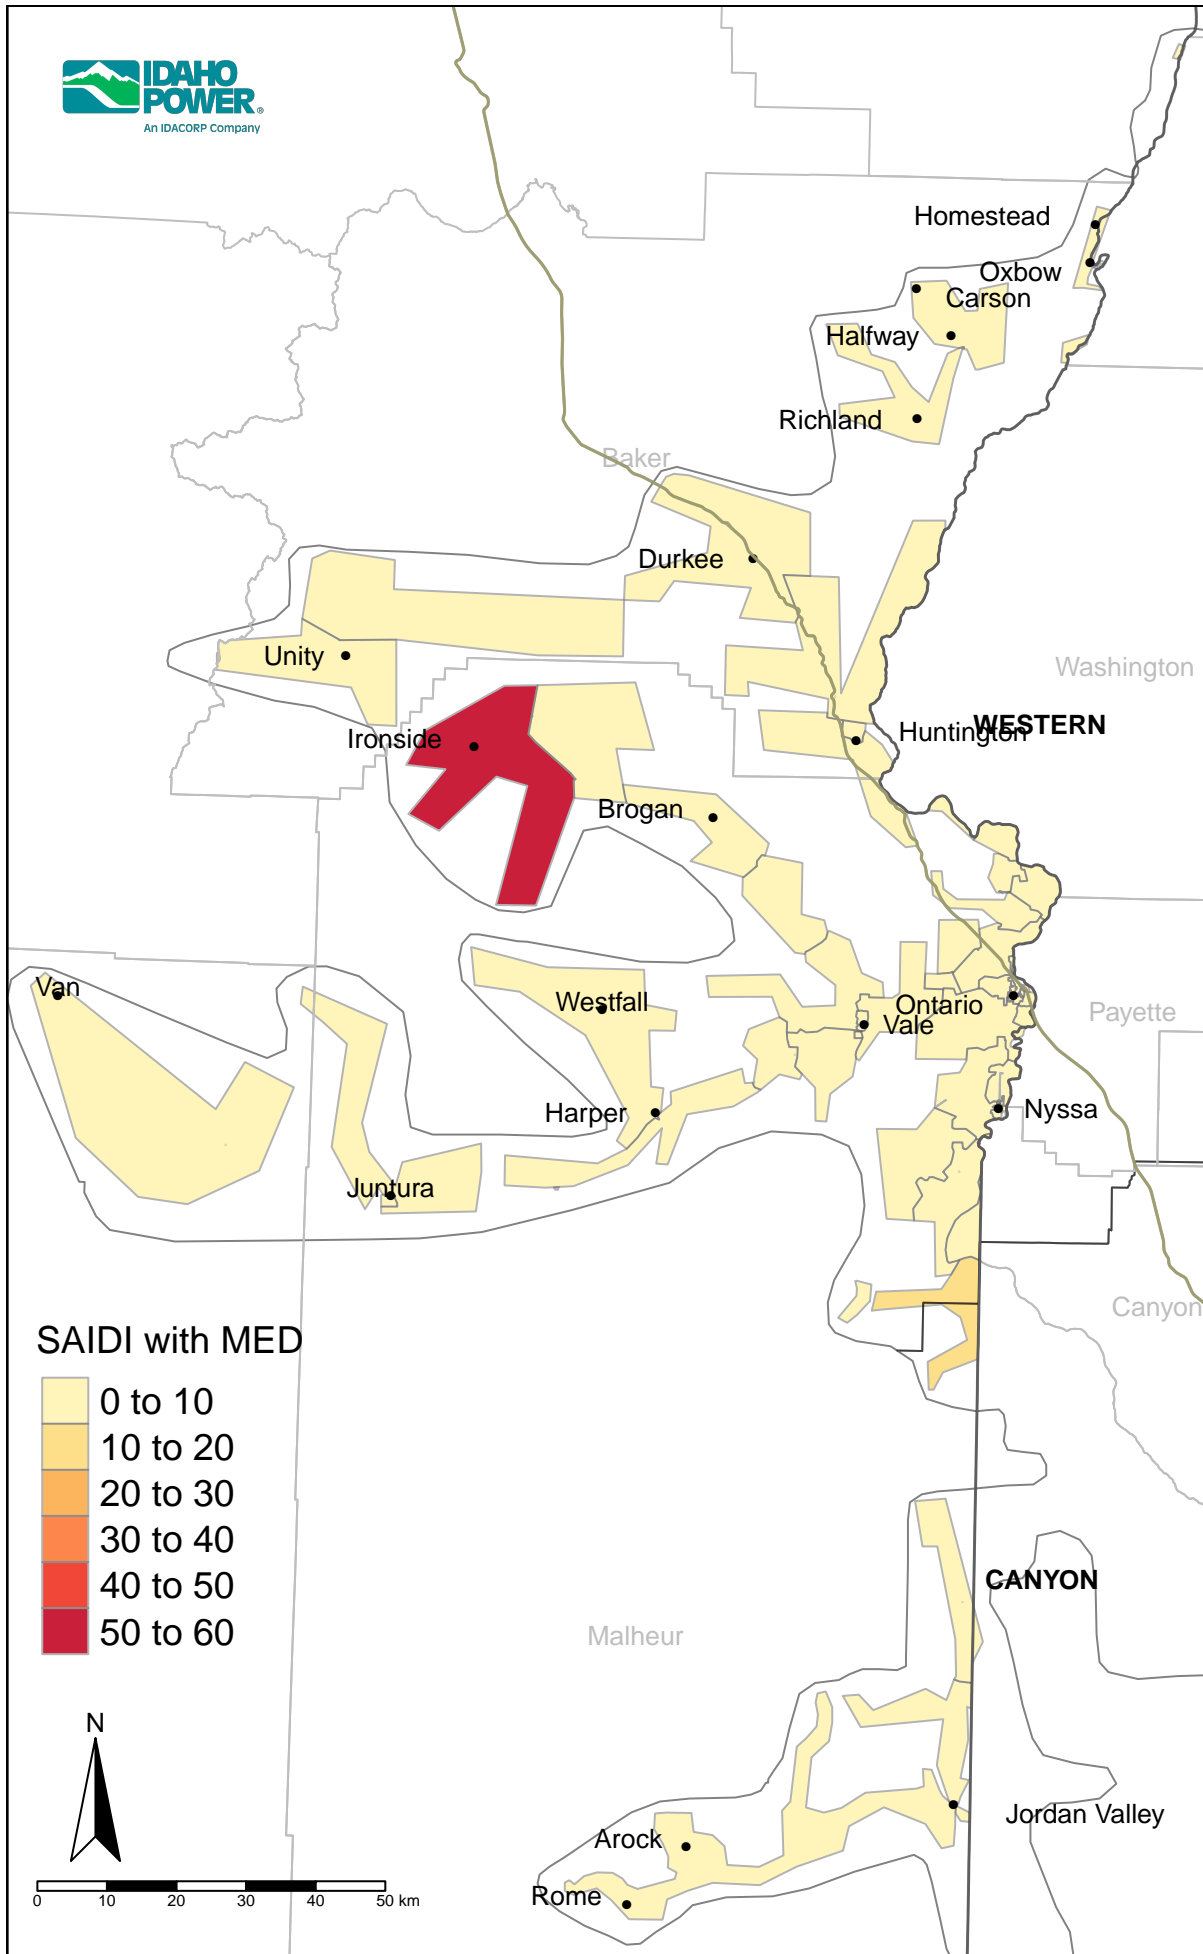 IDAHO
POWER®
An IDACORP Company
Homestead
Oxbow
Carson
Halfway
Richland
Baker
Durkee
Unity
Washington
Huntington
WESTERN
Ironside
Brogan
Van
Westfall
Ontario
Vale
Payette
Harper
Nyssa
Juntura
Canyon
SAIDI with MED
0 to 10
10 to 20
20 to 30
30 to 40
40 to 50
50 to 60
CANYON
Malheur
N
Jordan Valley
Arock
Rome
0 10 20 30 40 50 km